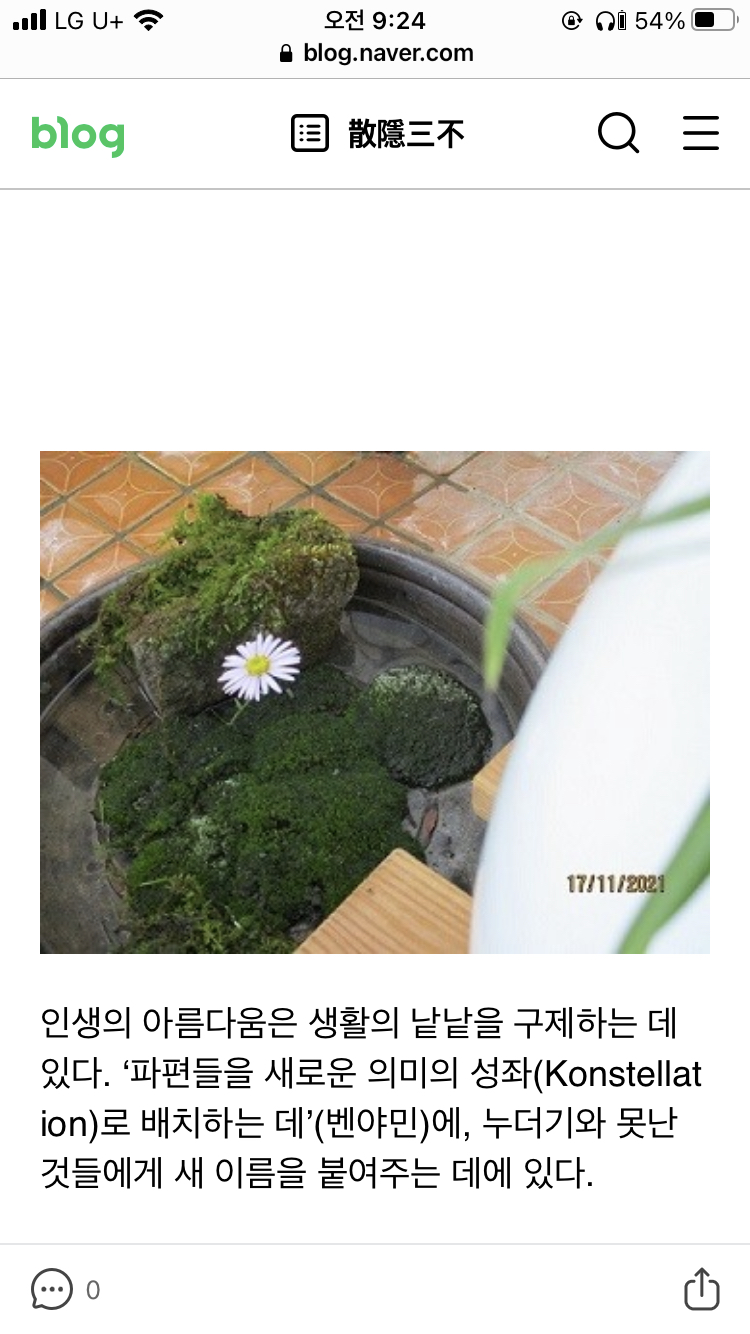 LG U+ 오전 9:24 54%
blog.naver.com
blog 散隱三不
17/11/2021
인생의 아름다움은 생활의 낱낱을 구제하는 데
있다. ‘파편들을 새로운 의미의 성좌(Konstellat
ion)로 배치하는 데’(벤야민)에, 누더기와 못난
것들에게 새 이름을 붙여주는 데에 있다.
0